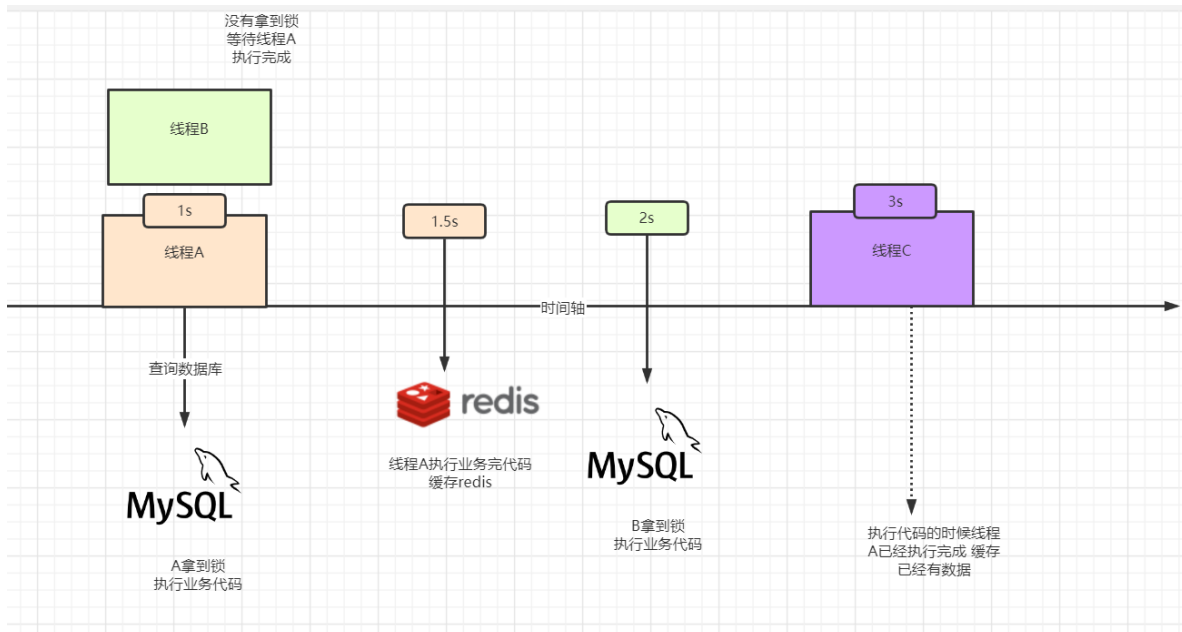 没有拿到锁
等待线程A
执行完成
线程B
1s
线程A
1.5s
2s
3s
线程C
时间轴
查询数据库
redis
线程A执行业务完代码
缓存redis
MySQL
A拿到锁
执行业务代码
MySQL
B拿到锁
执行业务代码
执行代码的时候线程
A已经执行完成 缓存
已经有数据